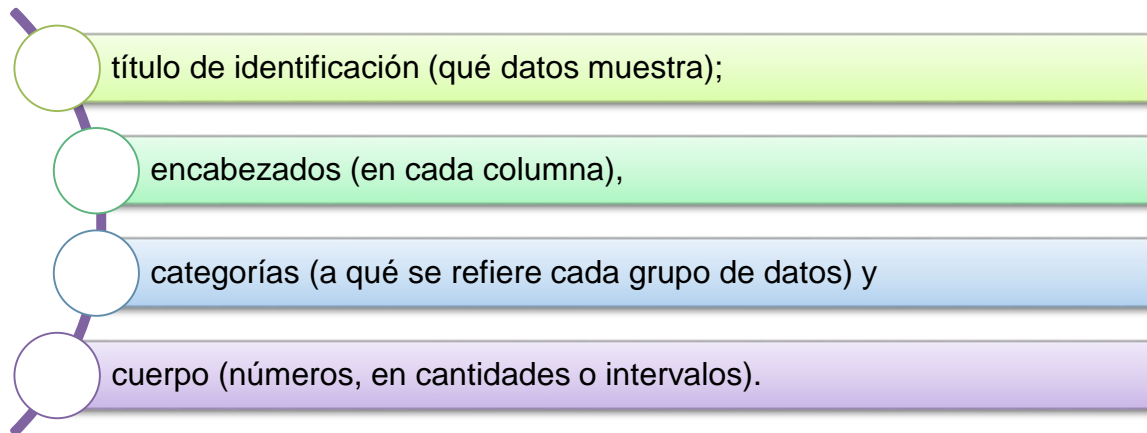 título de identificación (qué datos muestra);
encabezados (en cada columna),
categorías (a qué se refiere cada grupo de datos) y
cuerpo (números, en cantidades o intervalos).